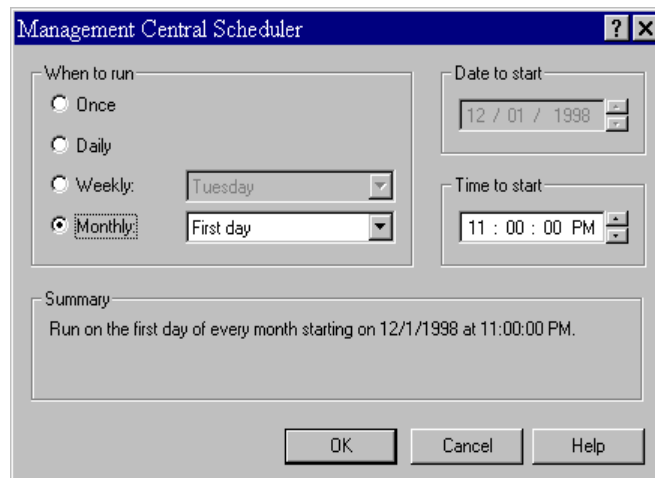 Management Central Scheduler
When to run
Once
Daily
Weekly: Tuesday
Monthly: First day
Date to start
12 / 01 / 1998
Time to start
11 : 00 : 00 PM
Summary
Run on the first day of every month starting on 12/1/1998 at 11:00:00 PM.
OK Cancel Help